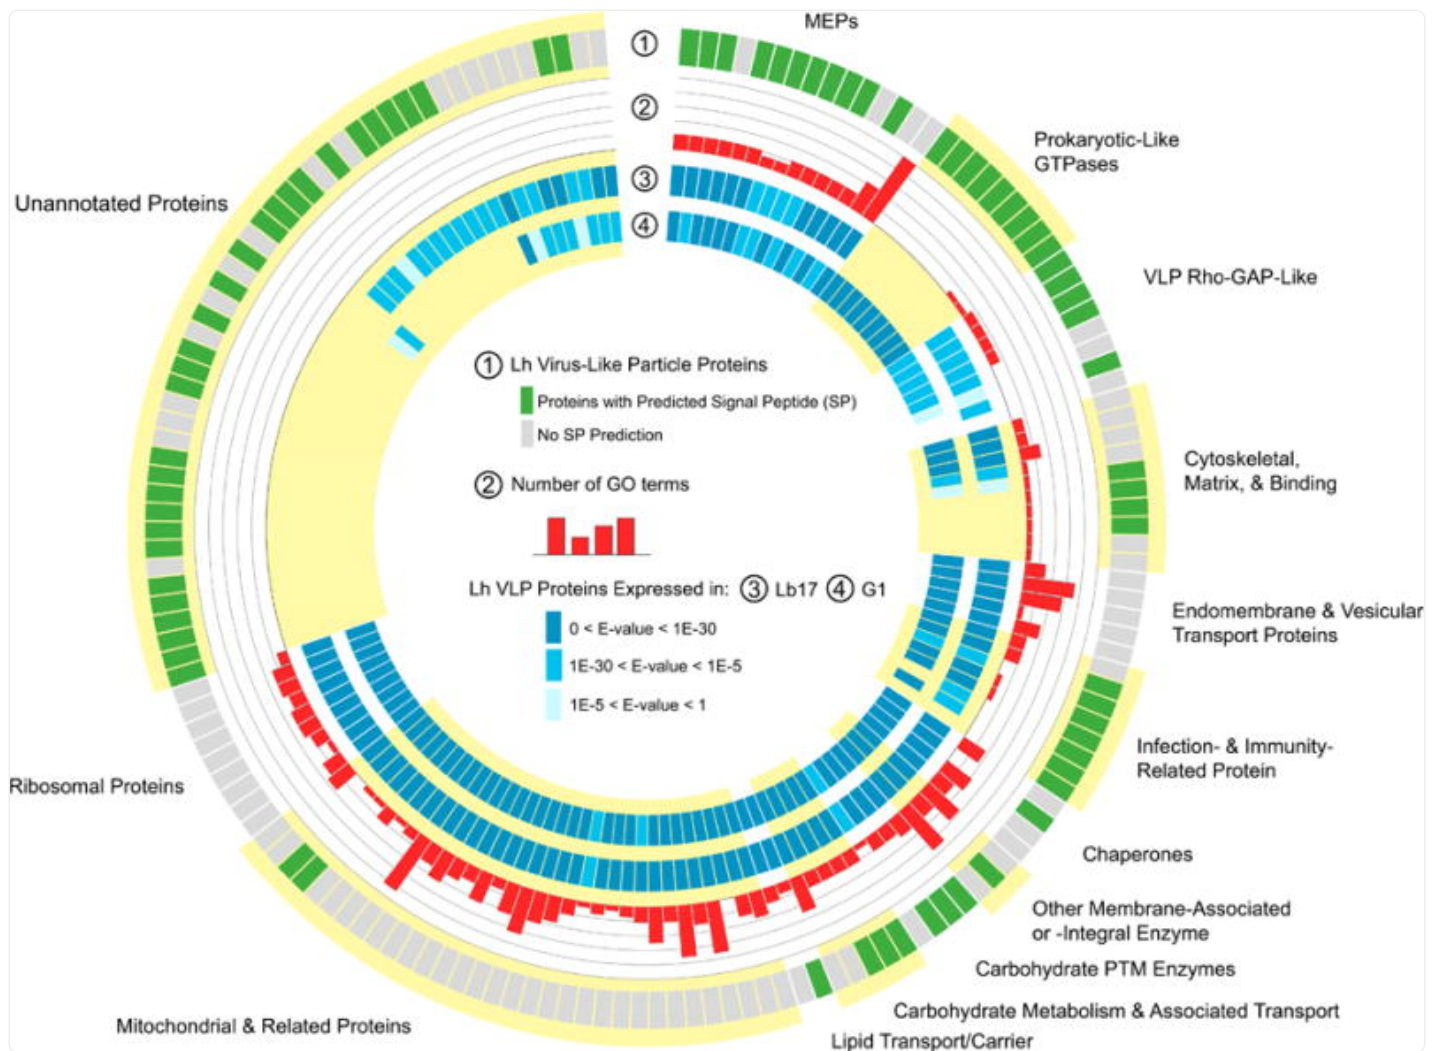 MEPs
①
②
③
④
Prokaryotic-Like
GTPases
VLP Rho-GAP-Like
Cytoskeletal,
Matrix, & Binding
Endomembrane & Vesicular
Transport Proteins
Infection- & Immunity-
Related Protein
Chaperones
Other Membrane-Associated
or -Integral Enzyme
Carbohydrate PTM Enzymes
Carbohydrate Metabolism & Associated Transport
Lipid Transport/Carrier
Mitochondrial & Related Proteins
Ribosomal Proteins
Unannotated Proteins
① Lh Virus-Like Particle Proteins
Proteins with Predicted Signal Peptide (SP)
No SP Prediction
② Number of GO terms
Lh VLP Proteins Expressed in: ③ Lb17 ④ G1
0 < E-value < 1E-30
1E-30 < E-value < 1E-5
1E-5 < E-value < 1